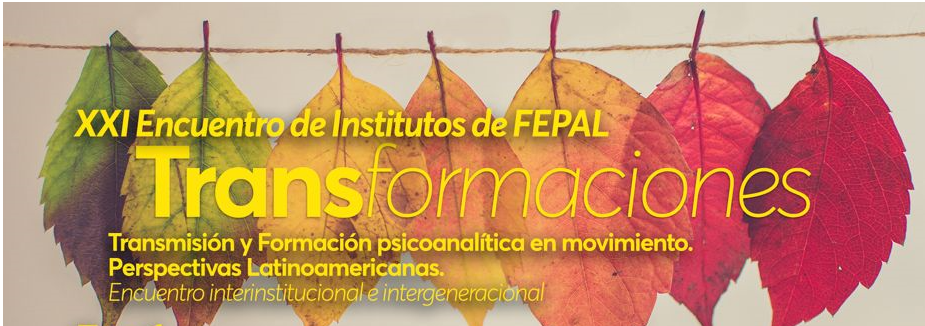 XXI Encuentro de Institutos de FEPAL
Transformaciones
Transmisión y Formación psicoanalítica en movimiento.
Perspectivas Latinoamericanas.
Encuentro interinstitucional e intergeneracional